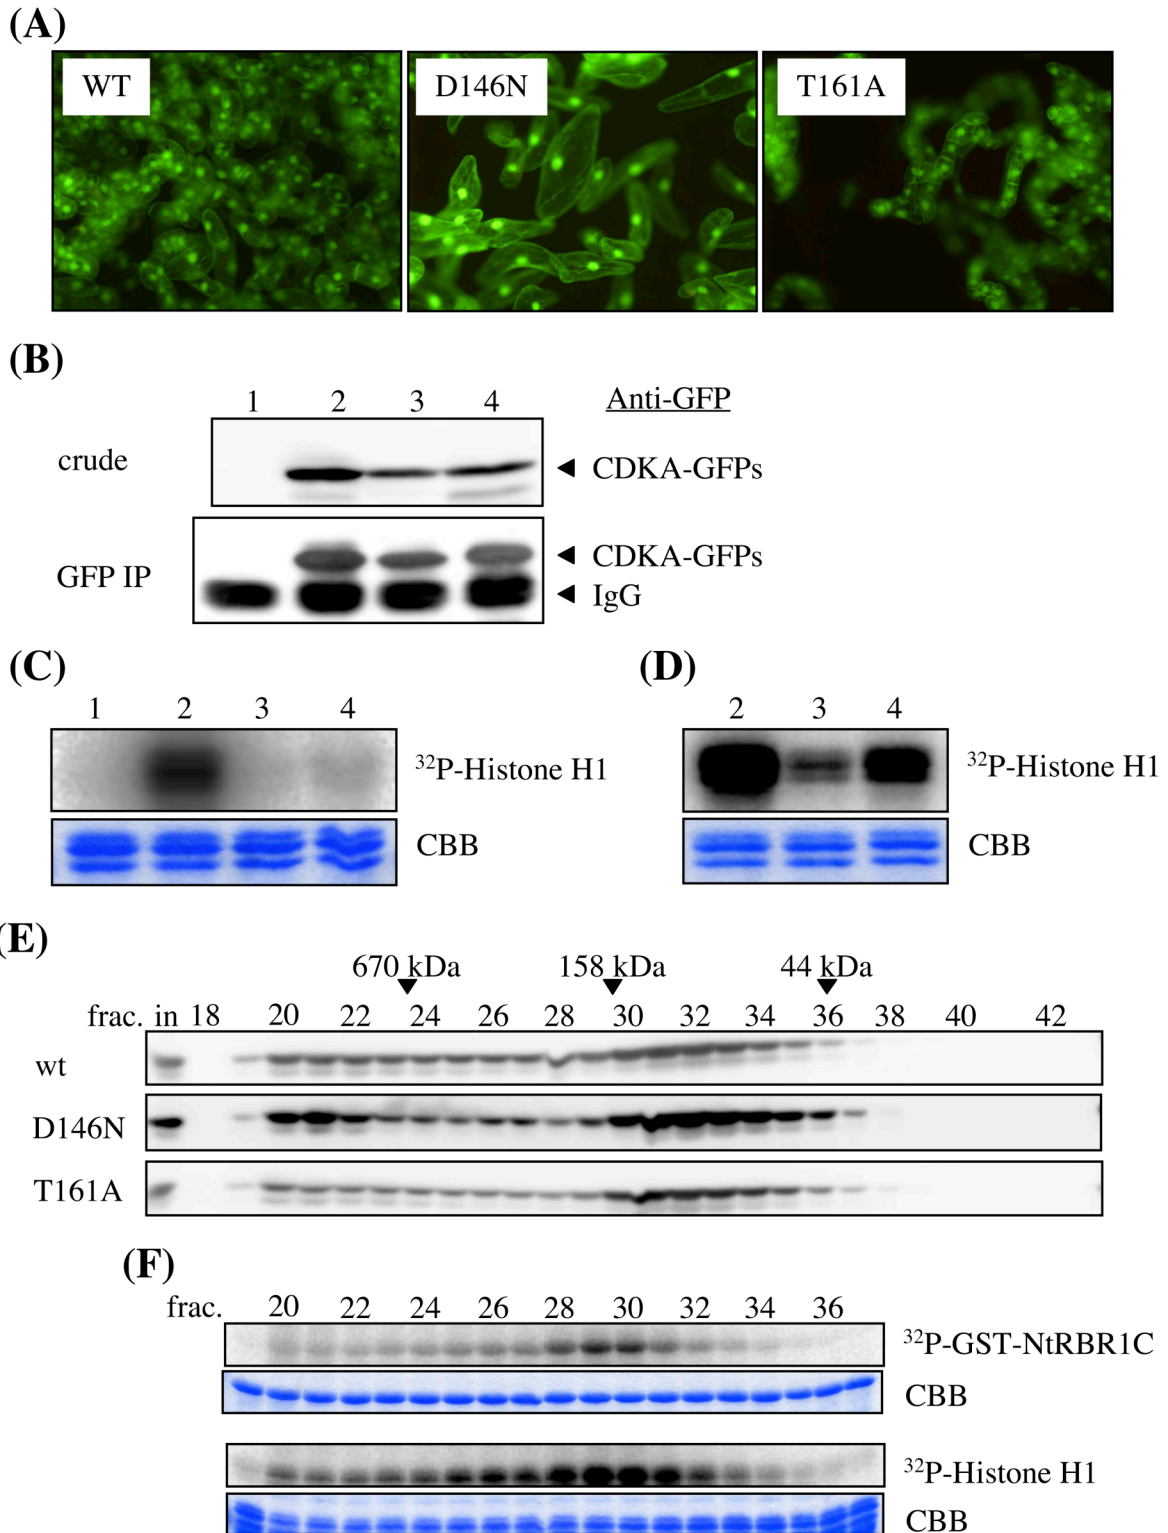 (A)
WT
D146N
T161A
(B)
1 2 3 4 Anti-GFP
crude
CDKA-GFPs
GFP IP
CDKA-GFPs
IgG
(C)
1 2 3 4
32P-Histone H1
CBB
(D)
2 3 4
32P-Histone H1
CBB
(E)
670 kDa 158 kDa 44 kDa
frac. in 18 20 22 24 26 28 30 32 34 36 38 40 42
wt
D146N
T161A
(F)
frac. 20 22 24 26 28 30 32 34 36
32P-GST-NtRBR1C
CBB
32P-Histone H1
CBB